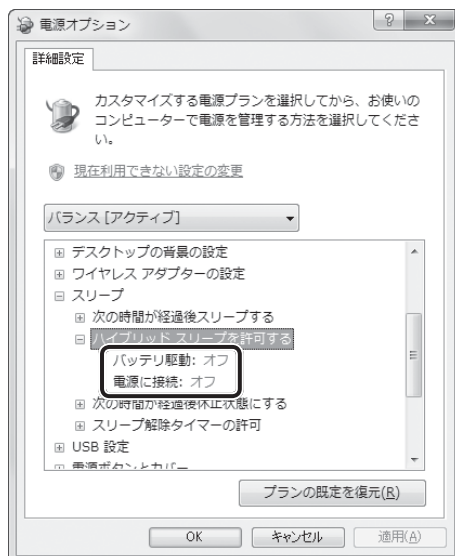 電源オプション
?
X
詳細設定
カスタマイズする電源プランを選択してから、お使いの
コンピューターで電源を管理する方法を選択してくださ
い。
現在利用できない設定の変更
バランス [アクティブ]
デスクトップの背景の設定
ワイヤレス アダプターの設定
スリープ
次の時間が経過後スリープする
ハイブリッド スリープを許可する
バッテリ駆動: オフ
電源に接続: オフ
次の時間が経過後休止状態にする
スリープ解除タイマーの許可
USB 設定
電源ボタンとカバー
プランの既定を復元(R)
OK
キャンセル
適用(A)